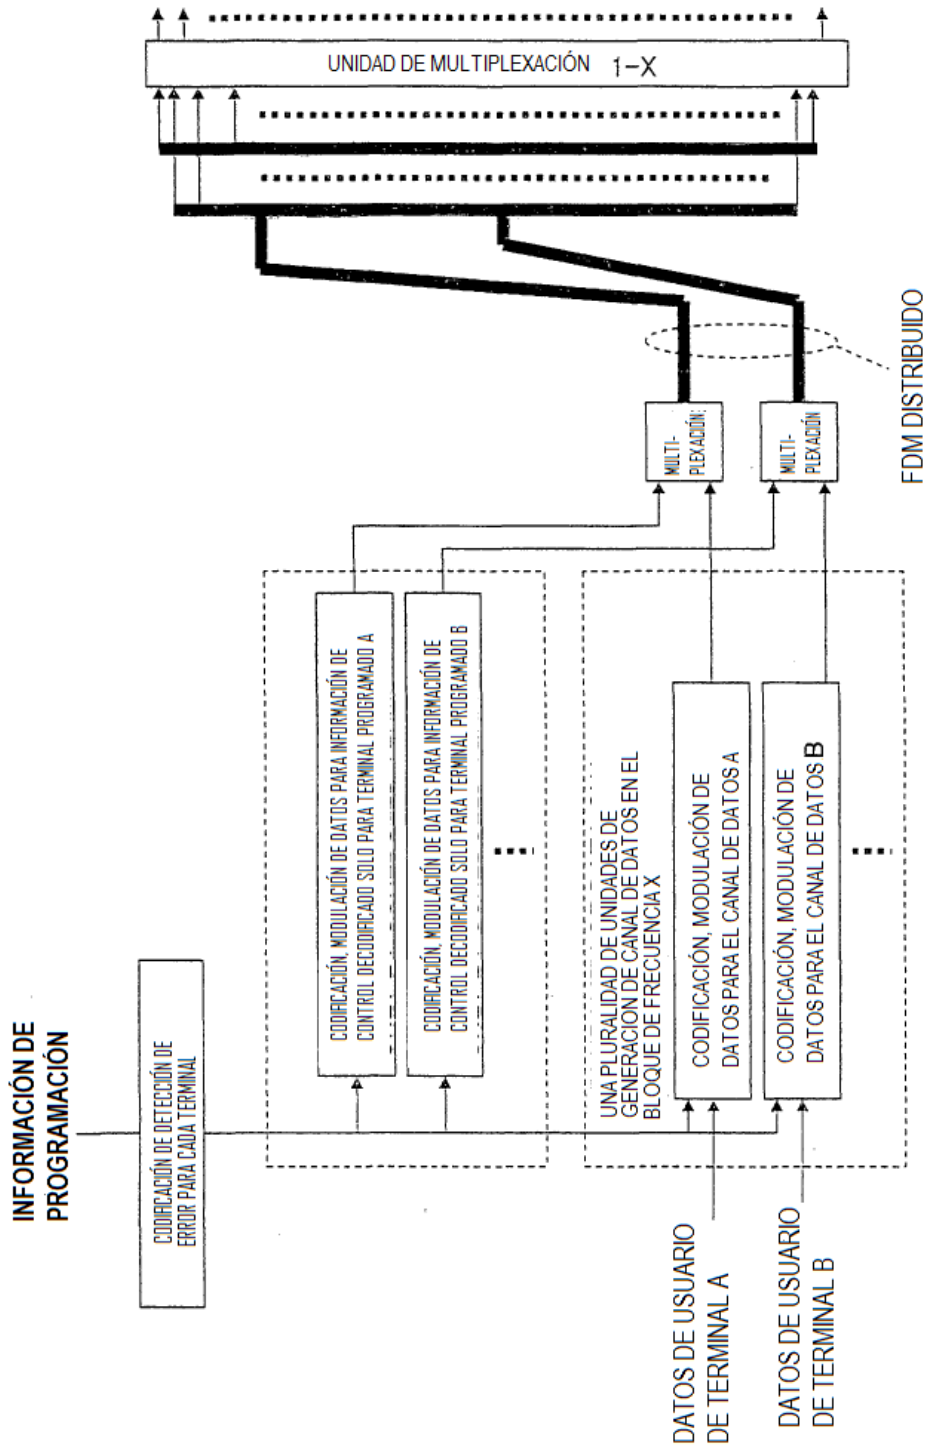 INFORMACIÓN DE
PROGRAMACIÓN
CODIFICACIÓN DE DETECCIÓN DE
ERROR PARA CADA TERMINAL
CODIFICACIÓN, MODULACIÓN DE DATOS PARA INFORMACIÓN DE
CONTROL DECODIFICADO SOLO PARA TERMINAL PROGRAMADO A
CODIFICACIÓN, MODULACIÓN DE DATOS PARA INFORMACIÓN DE
CONTROL DECODIFICADO SOLO PARA TERMINAL PROGRAMADO B
UNA PLURALIDAD DE UNIDADES DE
GENERACION DE CANAL DE DATOS EN EL
BLOQUE DE FRECUENCIA X
CODIFICACIÓN, MODULACIÓN DE
DATOS PARA EL CANAL DE DATOS A
CODIFICACIÓN, MODULACIÓN DE
DATOS PARA EL CANAL DE DATOS B
DATOS DE USUARIO
DE TERMINAL A
DATOS DE USUARIO
DE TERMINAL B
MULTI-
PLEXACIÓN
MULTI-
PLEXACIÓN
FDM DISTRIBUIDO
UNIDAD DE MULTIPLEXACIÓN 1-X